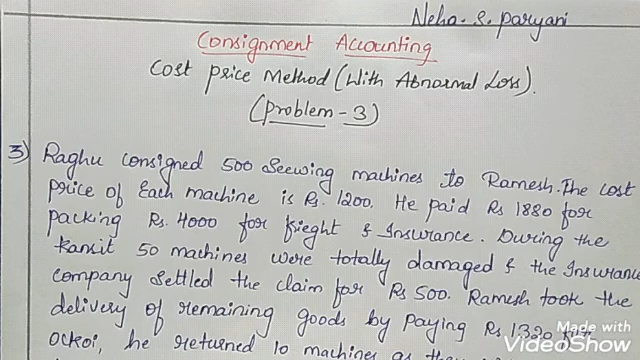 Neha. S. Paryani
Consignment Accounting
Cost Price Method (With Abnormal Loss).
(Problem - 3)
3) Raghu consigned 500 Seewing machines to Ramesh. The cost
price of Each machine is Rs. 1200. He paid Rs 1880 for
packing Rs. 4000 for frieght & Insurance. During the
transit 50 machines were totally damaged & the Insurance
company settled the claim for Rs 500. Ramesh took the
delivery of remaining goods by paying Rs. 1320 for
Octroi, he returned 10 machines as
Made with
VideoShow